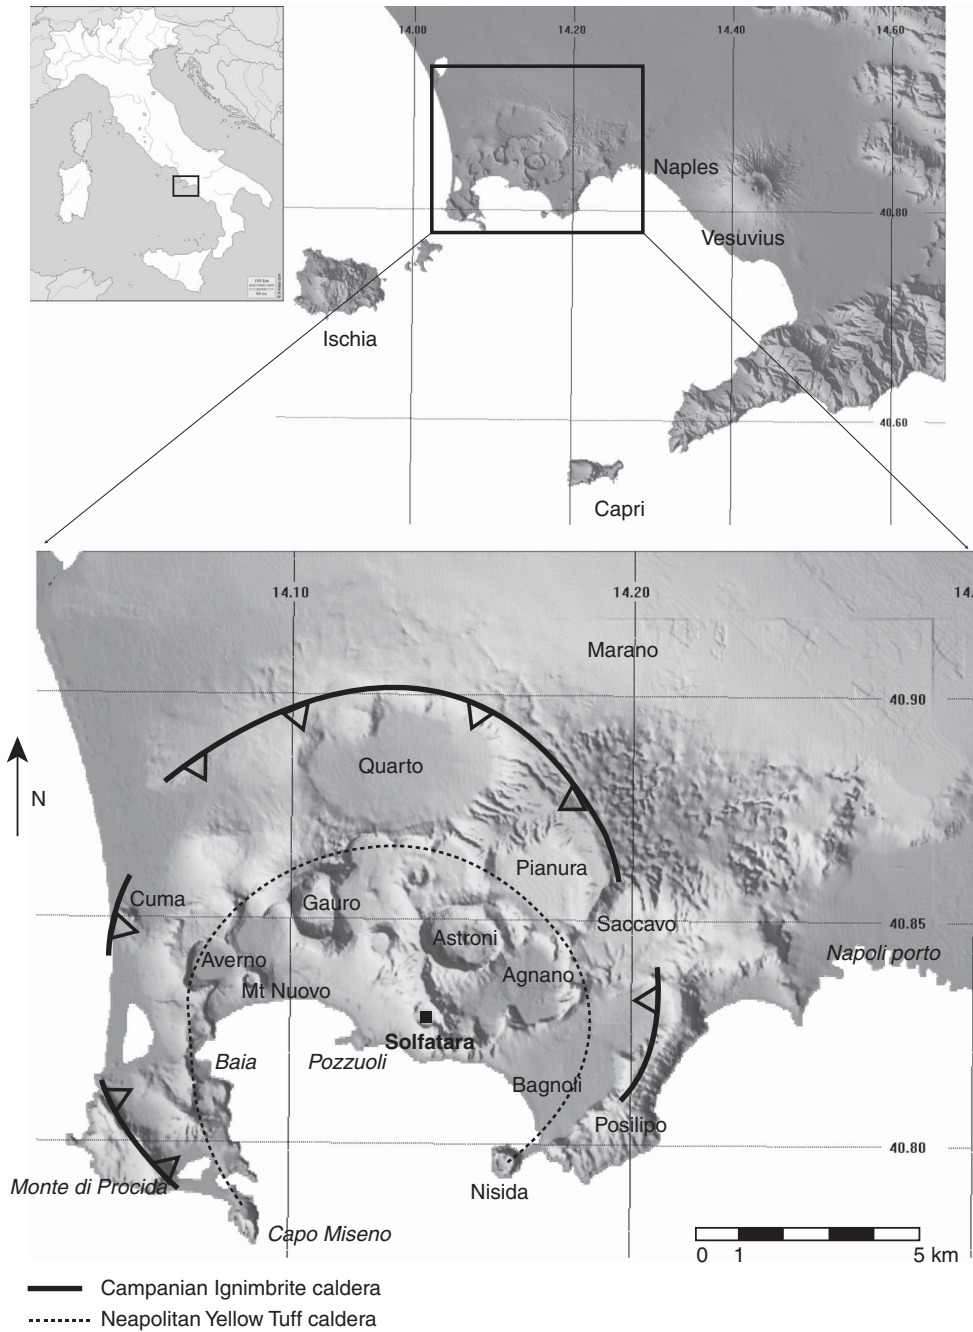 14.00
14.20
14.40
14.60
Naples
40.80
Vesuvius
Ischia
40.60
Capri
14.10
14.20
14.
Marano
40.90
Quarto
N
Pianura
Cuma
Gauro
Saccavo
40.85
Astroni
Napoli porto
Averno
Agnano
Mt Nuovo
Solfatara
Baia
Pozzuoli
Bagnoli
Posilipo
40.80
Monte di Procida
Nisida
Capo Miseno
0 1 5 km
Campanian Ignimbrite caldera
Neapolitan Yellow Tuff caldera